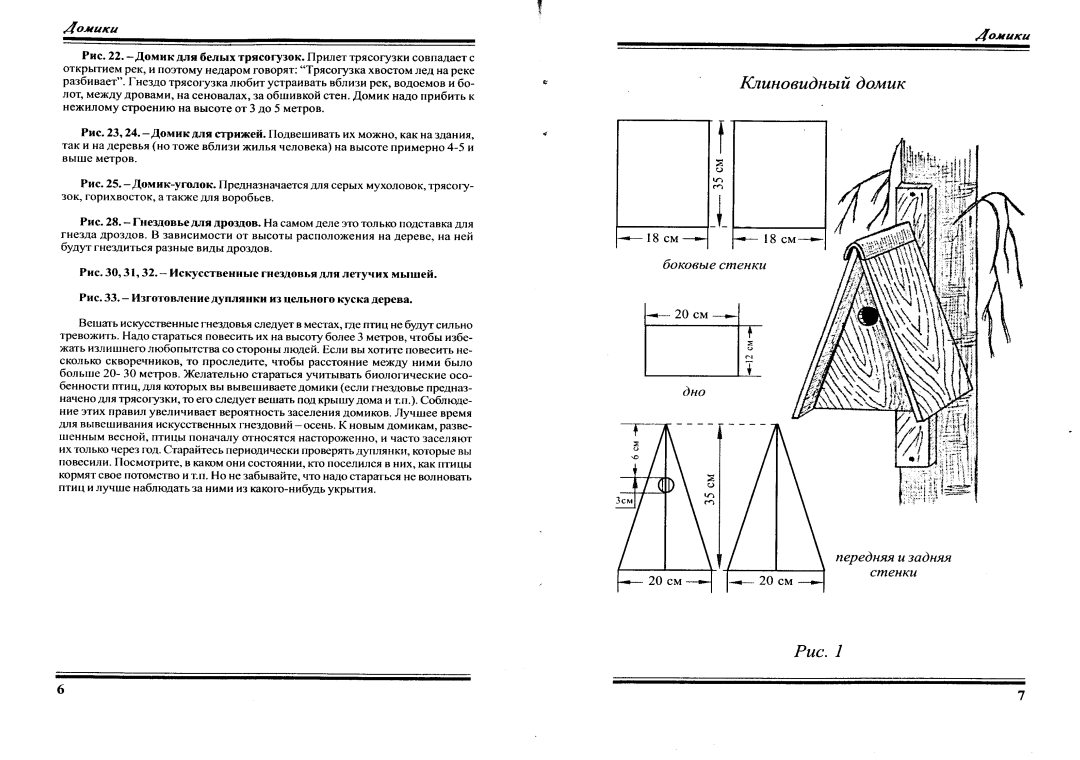 Домики
Рис. 22. – Домик для белых трясогузок. Прилет трясогузки совпадает с
открытием рек, и поэтому недаром говорят: “Трясогузка хвостом лед на реке
разбивает”. Гнездо трясогузка любит устраивать вблизи рек, водоемов и бо-
лот, между дровами, на сеновалах, за обшивкой стен. Домик надо прибить к
нежилому строению на высоте от 3 до 5 метров.
Рис. 23, 24. – Домик для стрижей. Подвешивать их можно, как на здания,
так и на деревья (но тоже вблизи жилья человека) на высоте примерно 4-5 и
выше метров.
Рис. 25. – Домик-уголок. Предназначается для серых мухоловок, трясогу-
зок, горихвосток, а также для воробьев.
Рис. 28. – Гнездовье для дроздов. На самом деле это только подставка для
гнезда дроздов. В зависимости от высоты расположения на дереве, на ней
будут гнездиться разные виды дроздов.
Рис. 30, 31, 32. – Искусственные гнездовья для летучих мышей.
Рис. 33. – Изготовление дуплянки из цельного куска дерева.
Вешать искусственные гнездовья следует в местах, где птиц не будут сильно
тревожить. Надо стараться повесить их на высоту более 3 метров, чтобы избе-
жать излишнего любопытства со стороны людей. Если вы хотите повесить не-
сколько скворечников, то проследите, чтобы расстояние между ними было
больше 20- 30 метров. Желательно стараться учитывать биологические осо-
бенности птиц, для которых вы вывешиваете домики (если гнездовье предназ-
начено для трясогузки, то его следует вешать под крышу дома и т.п.). Соблюде-
ние этих правил увеличивает вероятность заселения домиков. Лучшее время
для вывешивания искусственных гнездовий – осень. К новым домикам, разве-
шенным весной, птицы поначалу относятся настороженно, и часто заселяют
их только через год. Старайтесь периодически проверять дуплянки, которые вы
повесили. Посмотрите, в каком они состоянии, кто поселился в них, как птицы
кормят свое потомство и т.п. Но не забывайте, что надо стараться не волновать
птиц и лучше наблюдать за ними из какого-нибудь укрытия.
6
Домики
Клиновидный домик
35 см
18 см
18 см
боковые стенки
20 см
12 см
дно
6 см
3см
35 см
20 см
20 см
передняя и задняя
стенки
Рис. 1
7